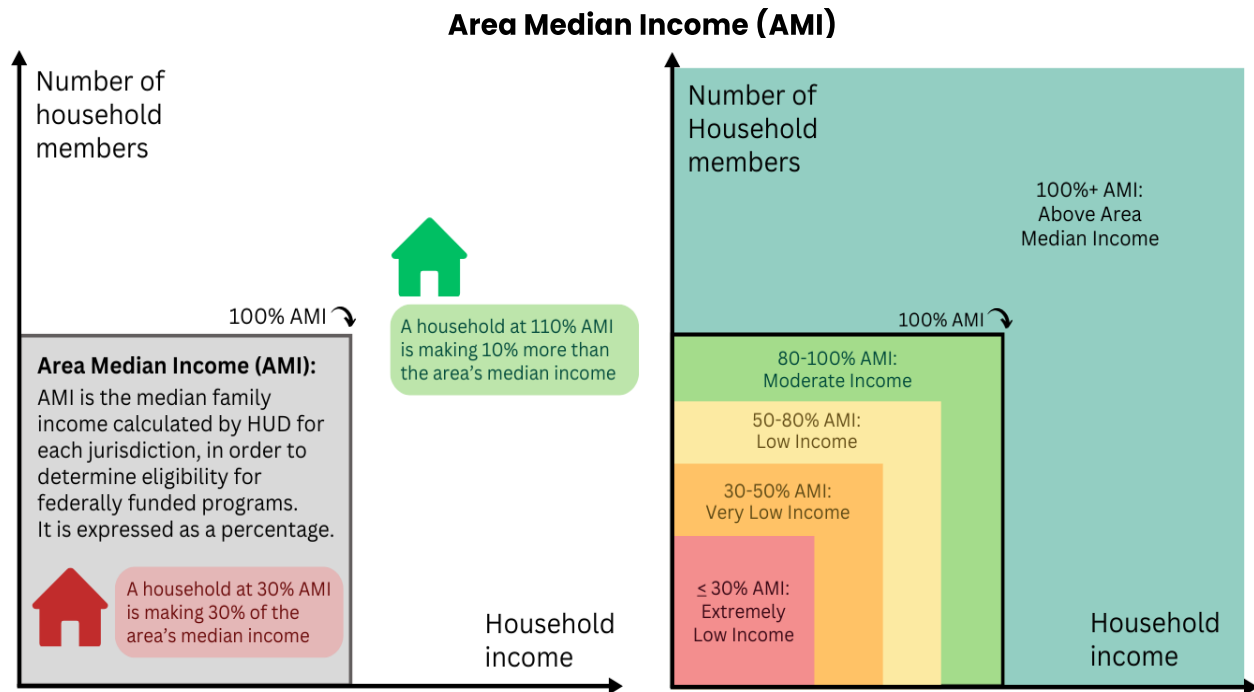 Area Median Income (AMI)
Number of
household
members
100% AMI
A household at 110% AMI
is making 10% more than
the area's median income
Area Median Income (AMI):
AMI is the median family
income calculated by HUD for
each jurisdiction, in order to
determine eligibility for
federally funded programs.
It is expressed as a percentage.
A household at 30% AMI
is making 30% of the
area's median income
Household
income
Number of
Household
members
100%+ AMI:
Above Area
Median Income
100% AMI
80-100% AMI:
Moderate Income
50-80% AMI:
Low Income
30-50% AMI:
Very Low Income
≤ 30% AMI:
Extremely
Low Income
Household
income